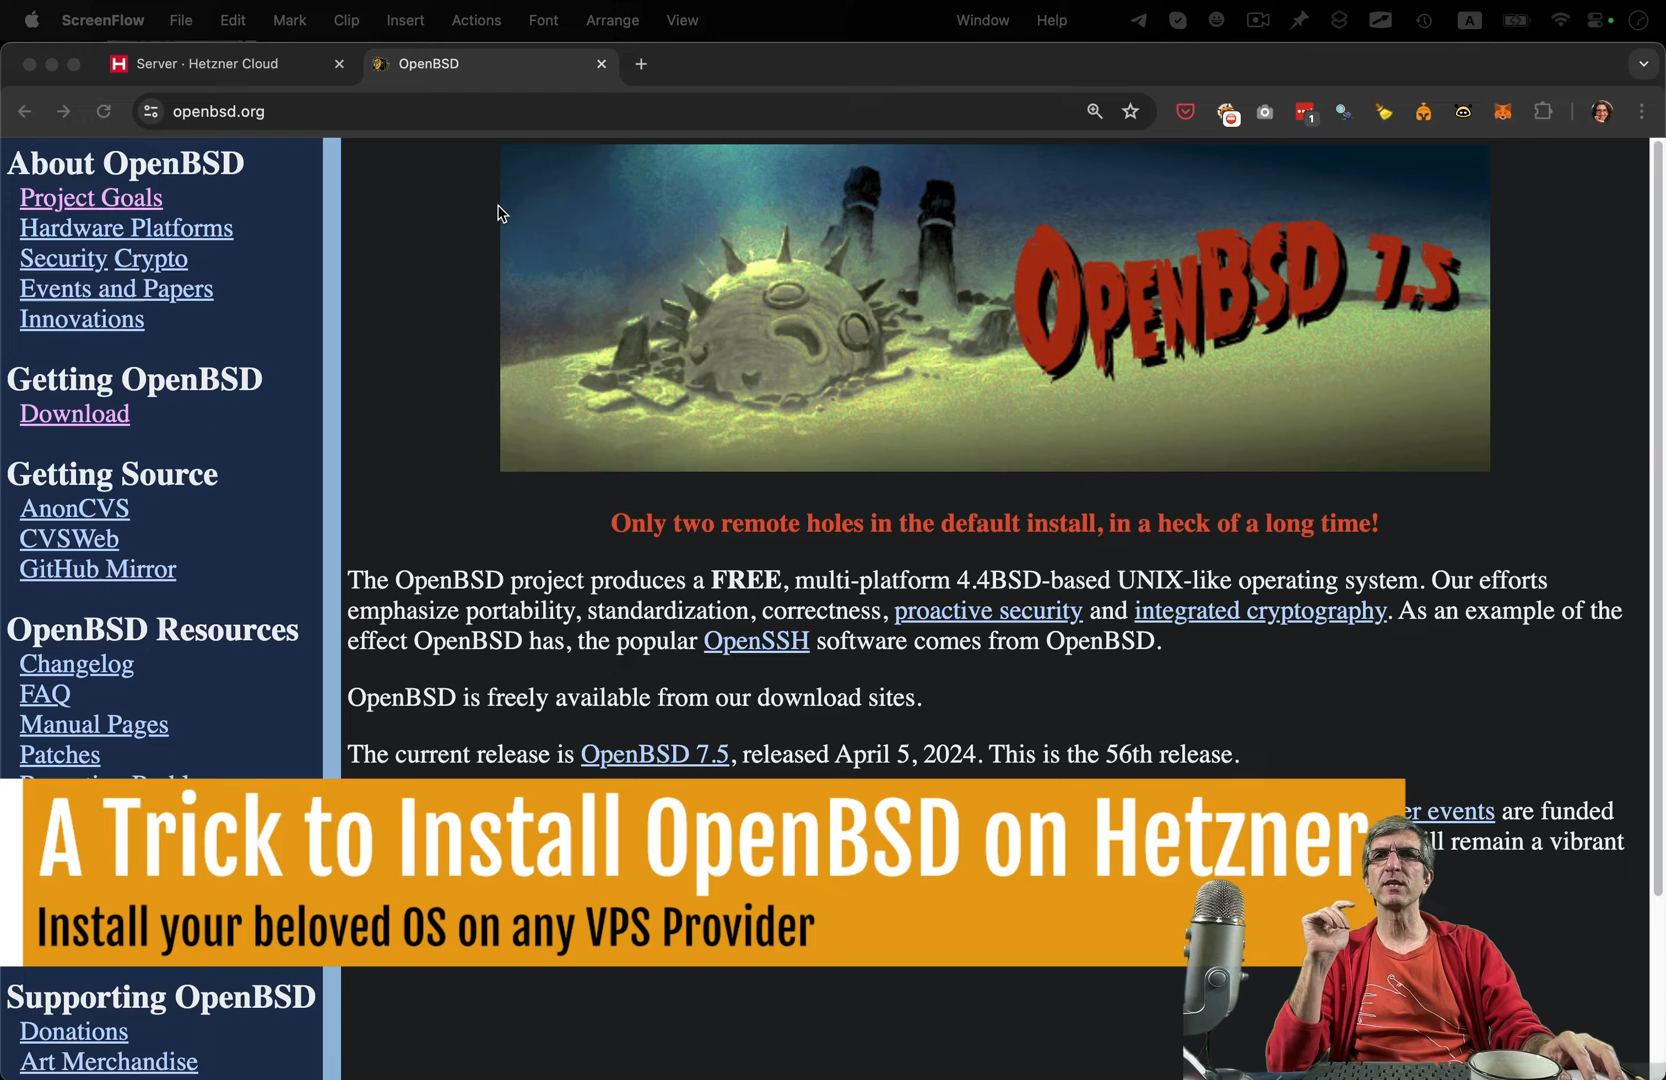 ScreenFlow File Edit Mark Clip Insert Actions Font Arrange View Window Help A
Server · Hetzner Cloud
OpenBSD
openbsd.org
1
About OpenBSD
Project Goals
Hardware Platforms
Security Crypto
Events and Papers
Innovations
Getting OpenBSD
Download
Getting Source
AnonCVS
CVSWeb
GitHub Mirror
OpenBSD Resources
Changelog
FAQ
Manual Pages
Patches
Supporting OpenBSD
Donations
Art Merchandise
OPENBSD 7.5
Only two remote holes in the default install, in a heck of a long time!
The OpenBSD project produces a FREE, multi-platform 4.4BSD-based UNIX-like operating system. Our efforts
emphasize portability, standardization, correctness, proactive security and integrated cryptography. As an example of the
effect OpenBSD has, the popular OpenSSH software comes from OpenBSD.
OpenBSD is freely available from our download sites.
The current release is OpenBSD 7.5, released April 5, 2024. This is the 56th release.
events are funded
remain a vibrant
A Trick to Install OpenBSD on Hetzner
Install your beloved OS on any VPS Provider